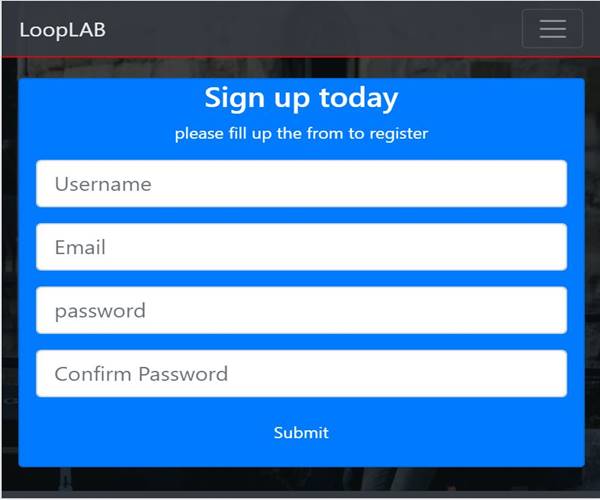 LoopLAB
Sign up today
please fill up the from to register
Username
Email
password
Confirm Password
Submit